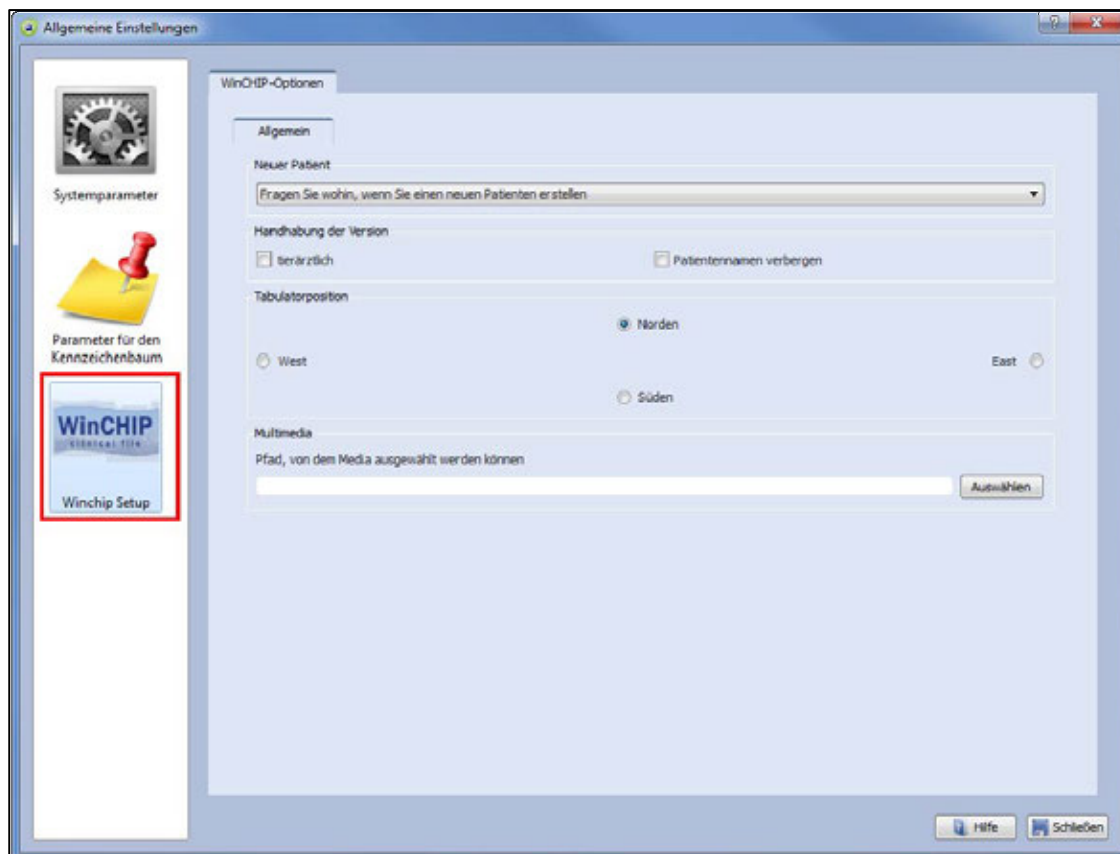 Allgemeine Einstellungen
WinCHIP-Optionen
Allgemein
Systemparameter
Neuer Patient
Fragen Sie wohin, wenn Sie einen neuen Patienten erstellen
Handhabung der Version
tierärztlich
Patientennamen verbergen
Tabulatorposition
Norden
West
East
Süden
Parameter für den
Kennzeichenbaum
WinCHIP
clinical file
Winchip Setup
Multimedia
Pfad, von dem Media ausgewählt werden können
Auswählen
Hilfe
Schließen